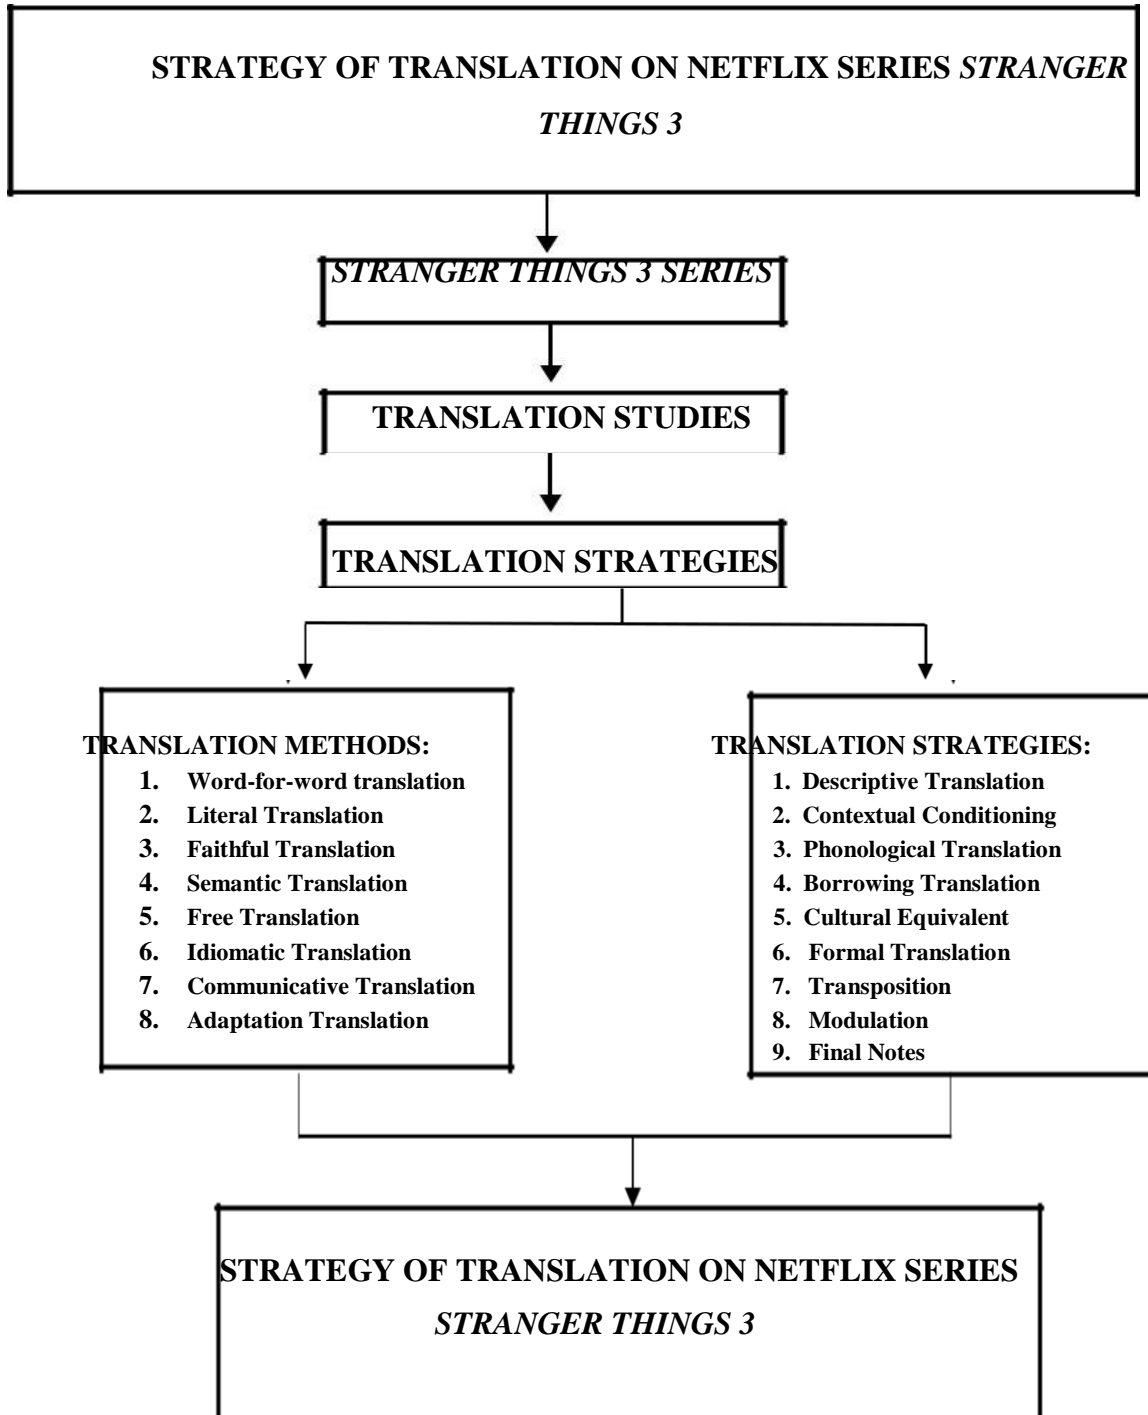 STRATEGY OF TRANSLATION ON NETFLIX SERIES STRANGER
THINGS 3
STRANGER THINGS 3 SERIES
TRANSLATION STUDIES
TRANSLATION STRATEGIES
TRANSLATION METHODS:
1. Word-for-word translation
2. Literal Translation
3. Faithful Translation
4. Semantic Translation
5. Free Translation
6. Idiomatic Translation
7. Communicative Translation
8. Adaptation Translation
TRANSLATION STRATEGIES:
1. Descriptive Translation
2. Contextual Conditioning
3. Phonological Translation
4. Borrowing Translation
5. Cultural Equivalent
6. Formal Translation
7. Transposition
8. Modulation
9. Final Notes
STRATEGY OF TRANSLATION ON NETFLIX SERIES
STRANGER THINGS 3